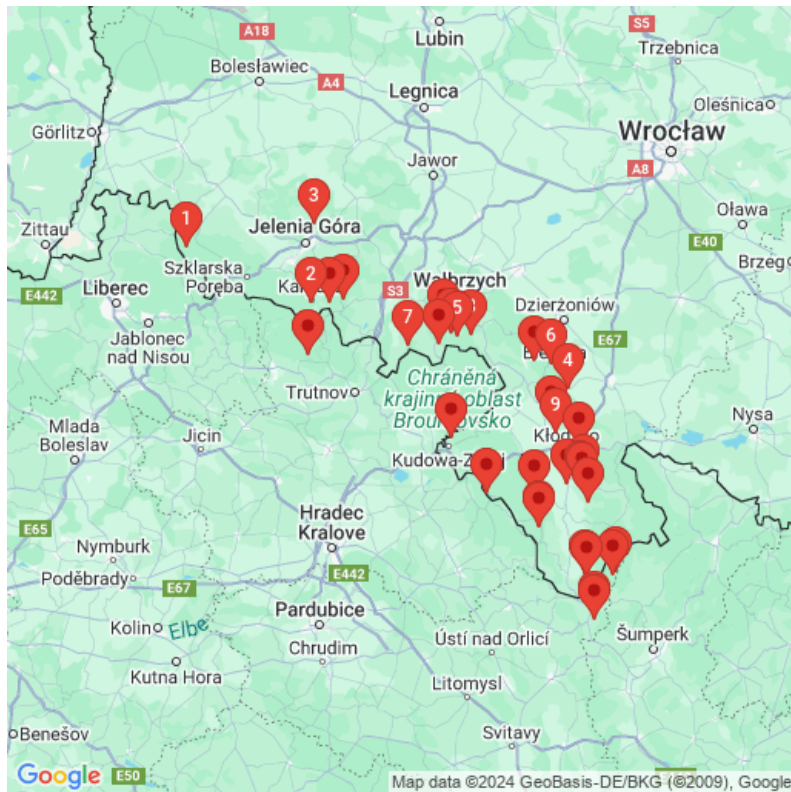 S5
A18
Lubin
Trzebnica
Bolesławiec
A4
Legnica
Oleśnica
Görlitz
Wrocław
Jawor
A8
3
1
Oława
Zittau
Jelenia Góra
E40
Szklarska
Poręba
2
Brzeg
E442
Liberec
S3
Wałbrzych
Dzierżoniów
7
5
6
E67
Jablonec
nad Nisou
4
Trutnov
Chráněná
krajinná oblast
Broumovsko
9
Mlada
Boleslav
Jicin
Nysa
Kłodzko
E65
Hradec
Kralove
Nymburk
Poděbrady
E67
E442
Kolin
Elbe
Pardubice
Chrudim
Ústí nad Orlicí
Šumperk
Kutna Hora
Litomysl
Svitavy
Benešov
E50
Google
Map data ©2024 GeoBasis-DE/BKG (©2009), Google